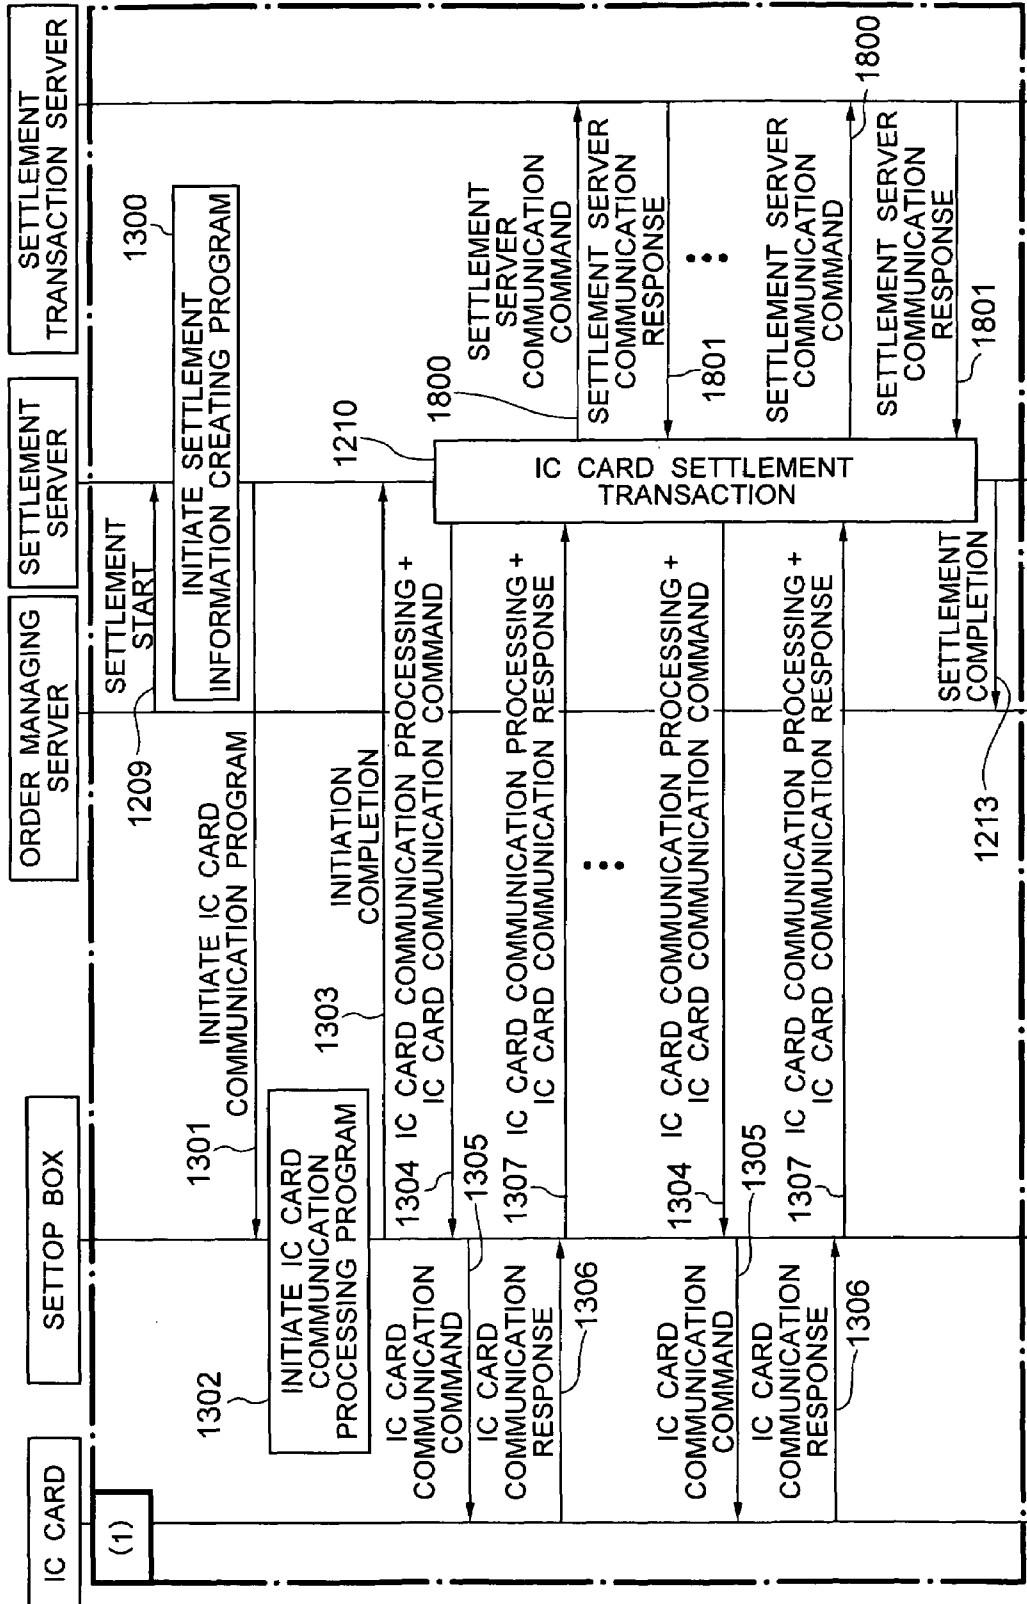 IC CARD
SETTOP BOX
ORDER MANAGING
SERVER
SETTLEMENT
SERVER
SETTLEMENT
TRANSACTION SERVER
(1)
1209
SETTLEMENT
START
1300
INITIATE SETTLEMENT
INFORMATION CREATING PROGRAM
1301
INITIATE IC CARD
COMMUNICATION PROGRAM
1302
INITIATE IC CARD
COMMUNICATION
PROCESSING PROGRAM
1303
INITIATION
COMPLETION
1210
IC CARD SETTLEMENT
TRANSACTION
1304
IC CARD COMMUNICATION PROCESSING +
IC CARD COMMUNICATION COMMAND
IC CARD
COMMUNICATION
COMMAND
1305
IC CARD
COMMUNICATION
RESPONSE
1306
1307
IC CARD COMMUNICATION PROCESSING +
IC CARD COMMUNICATION RESPONSE
1800
SETTLEMENT
SERVER
COMMUNICATION
COMMAND
SETTLEMENT SERVER
COMMUNICATION
RESPONSE
1801
1304
IC CARD COMMUNICATION PROCESSING +
IC CARD COMMUNICATION COMMAND
IC CARD
COMMUNICATION
COMMAND
1305
IC CARD
COMMUNICATION
RESPONSE
1306
1307
IC CARD COMMUNICATION PROCESSING +
IC CARD COMMUNICATION RESPONSE
SETTLEMENT SERVER
COMMUNICATION
COMMAND
1800
SETTLEMENT SERVER
COMMUNICATION
RESPONSE
1801
SETTLEMENT
COMPLETION
1213